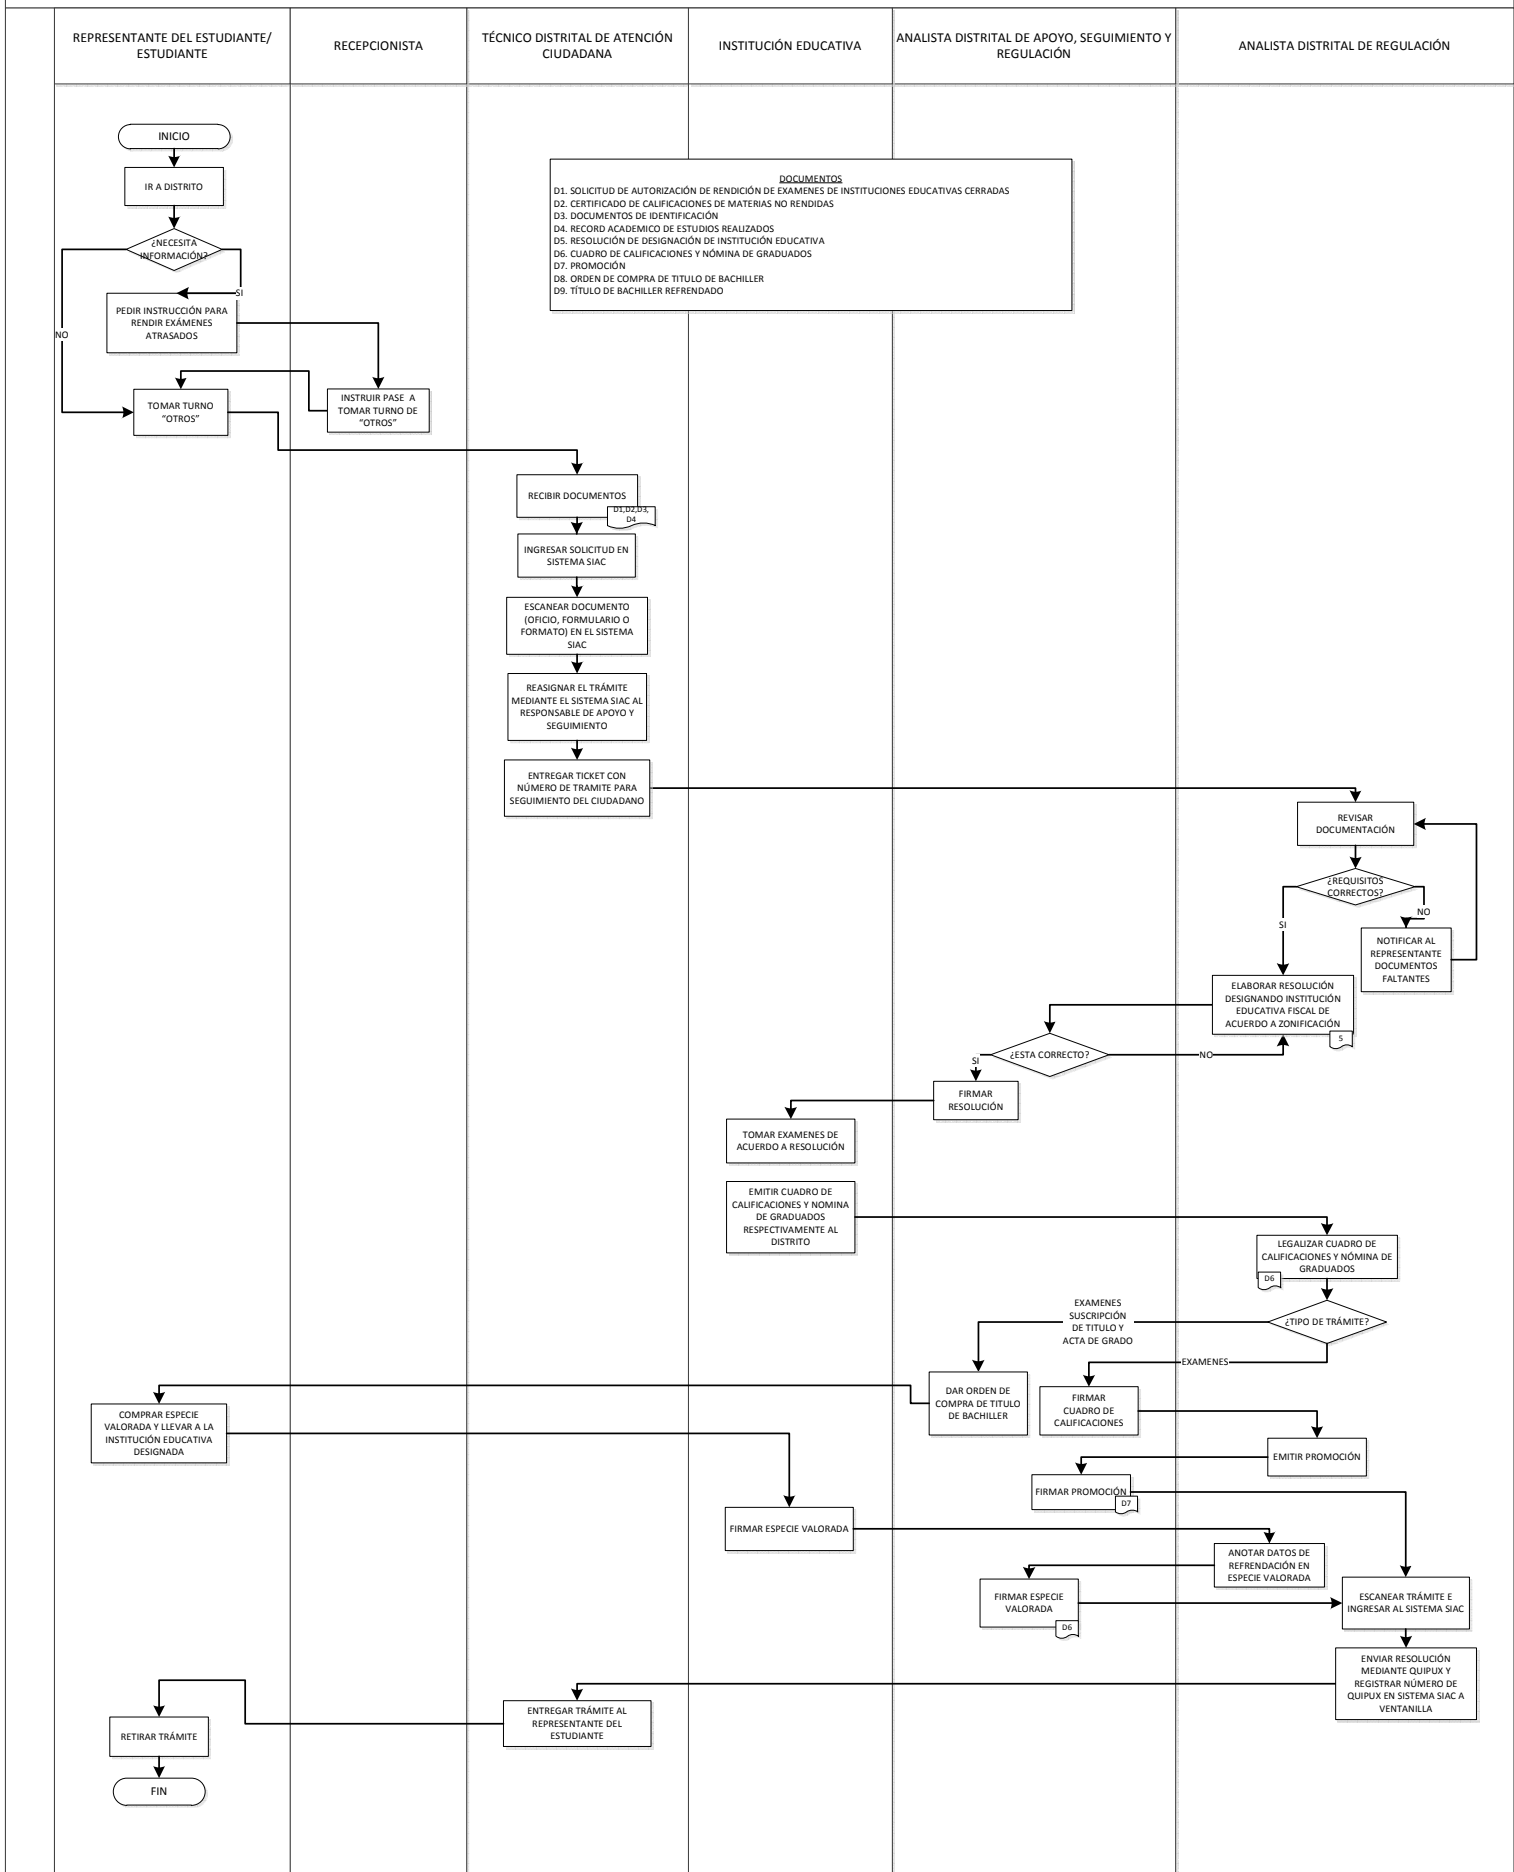 REPRESENTANTE DEL ESTUDIANTE/
ESTUDIANTE
RECEPCIONISTA
TÉCNICO DISTRITAL DE ATENCIÓN
CIUDADANA
INSTITUCIÓN EDUCATIVA
ANALISTA DISTRITAL DE APOYO, SEGUIMIENTO Y
REGULACIÓN
ANALISTA DISTRITAL DE REGULACIÓN
INICIO
IR A DISTRITO
¿NECESITA
INFORMACIÓN?
SI
NO
PEDIR INSTRUCCIÓN PARA
RENDIR EXÁMENES
ATRASADOS
DOCUMENTOS
D1. SOLICITUD DE AUTORIZACIÓN DE RENDICIÓN DE EXAMENES DE INSTITUCIONES EDUCATIVAS CERRADAS
D2. CERTIFICADO DE CALIFICACIONES DE MATERIAS NO RENDIDAS
D3. DOCUMENTOS DE IDENTIFICACIÓN
D4. RECORD ACADEMICO DE ESTUDIOS REALIZADOS
D5. RESOLUCIÓN DE DESIGNACIÓN DE INSTITUCIÓN EDUCATIVA
D6. CUADRO DE CALIFICACIONES Y NÓMINA DE GRADUADOS
D7. PROMOCIÓN
D8. ORDEN DE COMPRA DE TITULO DE BACHILLER
D9. TÍTULO DE BACHILLER REFRENDADO
TOMAR TURNO
“OTROS”
INSTRUIR PASE A
TOMAR TURNO DE
“OTROS”
RECIBIR DOCUMENTOS
D1,D2,D3,
D4
INGRESAR SOLICITUD EN
SISTEMA SIAC
ESCANEAR DOCUMENTO
(OFICIO, FORMULARIO O
FORMATO) EN EL SISTEMA
SIAC
REASIGNAR EL TRÁMITE
MEDIANTE EL SISTEMA SIAC AL
RESPONSABLE DE APOYO Y
SEGUIMIENTO
ENTREGAR TICKET CON
NÚMERO DE TRAMITE PARA
SEGUIMIENTO DEL CIUDADANO
REVISAR
DOCUMENTACIÓN
¿REQUISITOS
CORRECTOS?
NO
SI
NOTIFICAR AL
REPRESENTANTE
DOCUMENTOS
FALTANTES
ELABORAR RESOLUCIÓN
DESIGNANDO INSTITUCIÓN
EDUCATIVA FISCAL DE
ACUERDO A ZONIFICACIÓN
5
¿ESTA CORRECTO?
NO
SI
FIRMAR
RESOLUCIÓN
TOMAR EXAMENES DE
ACUERDO A RESOLUCIÓN
EMITIR CUADRO DE
CALIFICACIONES Y NOMINA
DE GRADUADOS
RESPECTIVAMENTE AL
DISTRITO
LEGALIZAR CUADRO DE
CALIFICACIONES Y NÓMINA DE
GRADUADOS
D6
¿TIPO DE TRÁMITE?
EXAMENES
SUSCRIPCIÓN
DE TITULO Y
ACTA DE GRADO
EXAMENES
DAR ORDEN DE
COMPRA DE TITULO
DE BACHILLER
FIRMAR
CUADRO DE
CALIFICACIONES
COMPRAR ESPECIE
VALORADA Y LLEVAR A LA
INSTITUCIÓN EDUCATIVA
DESIGNADA
EMITIR PROMOCIÓN
FIRMAR PROMOCIÓN
D7
FIRMAR ESPECIE VALORADA
ANOTAR DATOS DE
REFRENDACIÓN EN
ESPECIE VALORADA
FIRMAR ESPECIE
VALORADA
D6
ESCANEAR TRÁMITE E
INGRESAR AL SISTEMA SIAC
ENVIAR RESOLUCIÓN
MEDIANTE QUIPUX Y
REGISTRAR NÚMERO DE
QUIPUX EN SISTEMA SIAC A
VENTANILLA
ENTREGAR TRÁMITE AL
REPRESENTANTE DEL
ESTUDIANTE
RETIRAR TRÁMITE
FIN